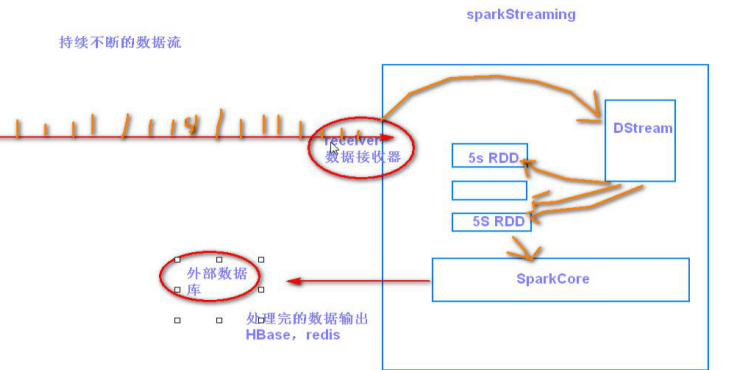 sparkStreaming
持续不断的数据流
receiver
数据接收器
DStream
5s RDD
5S RDD
SparkCore
外部数据
库
处理完的数据输出
HBase，redis